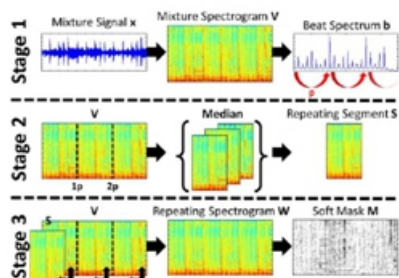 Stage 1
Mixture Signal x
Mixture Spectrogram V
Beat Spectrum b
p
Stage 2
V
Median
Repeating Segment S
1p
2p
Stage 3
S
V
Repeating Spectrogram W
Soft Mask M